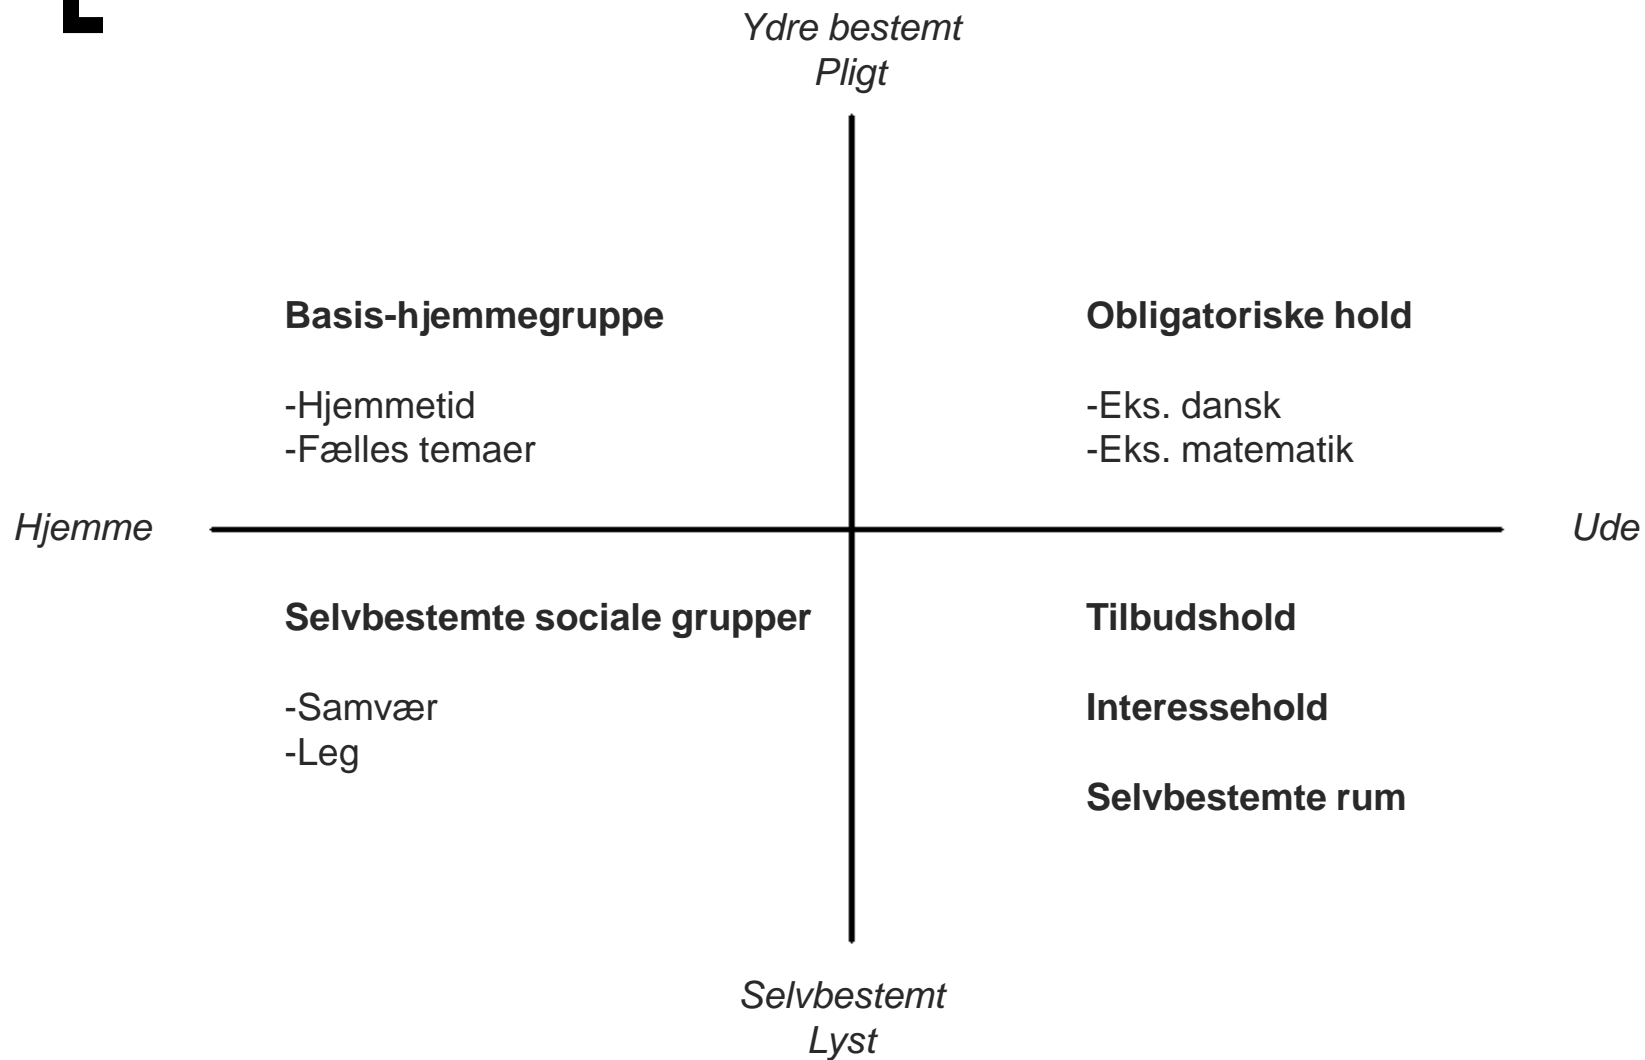 Ydre bestemt
Pligt
Basis-hjemmegruppe
-Hjemmetid
-Fælles temaer
Obligatoriske hold
-Eks. dansk
-Eks. matematik
Hjemme
Ude
Selvbestemte sociale grupper
-Samvær
-Leg
Tilbudshold
Interessehold
Selvbestemte rum
Selvbestemt
Lyst